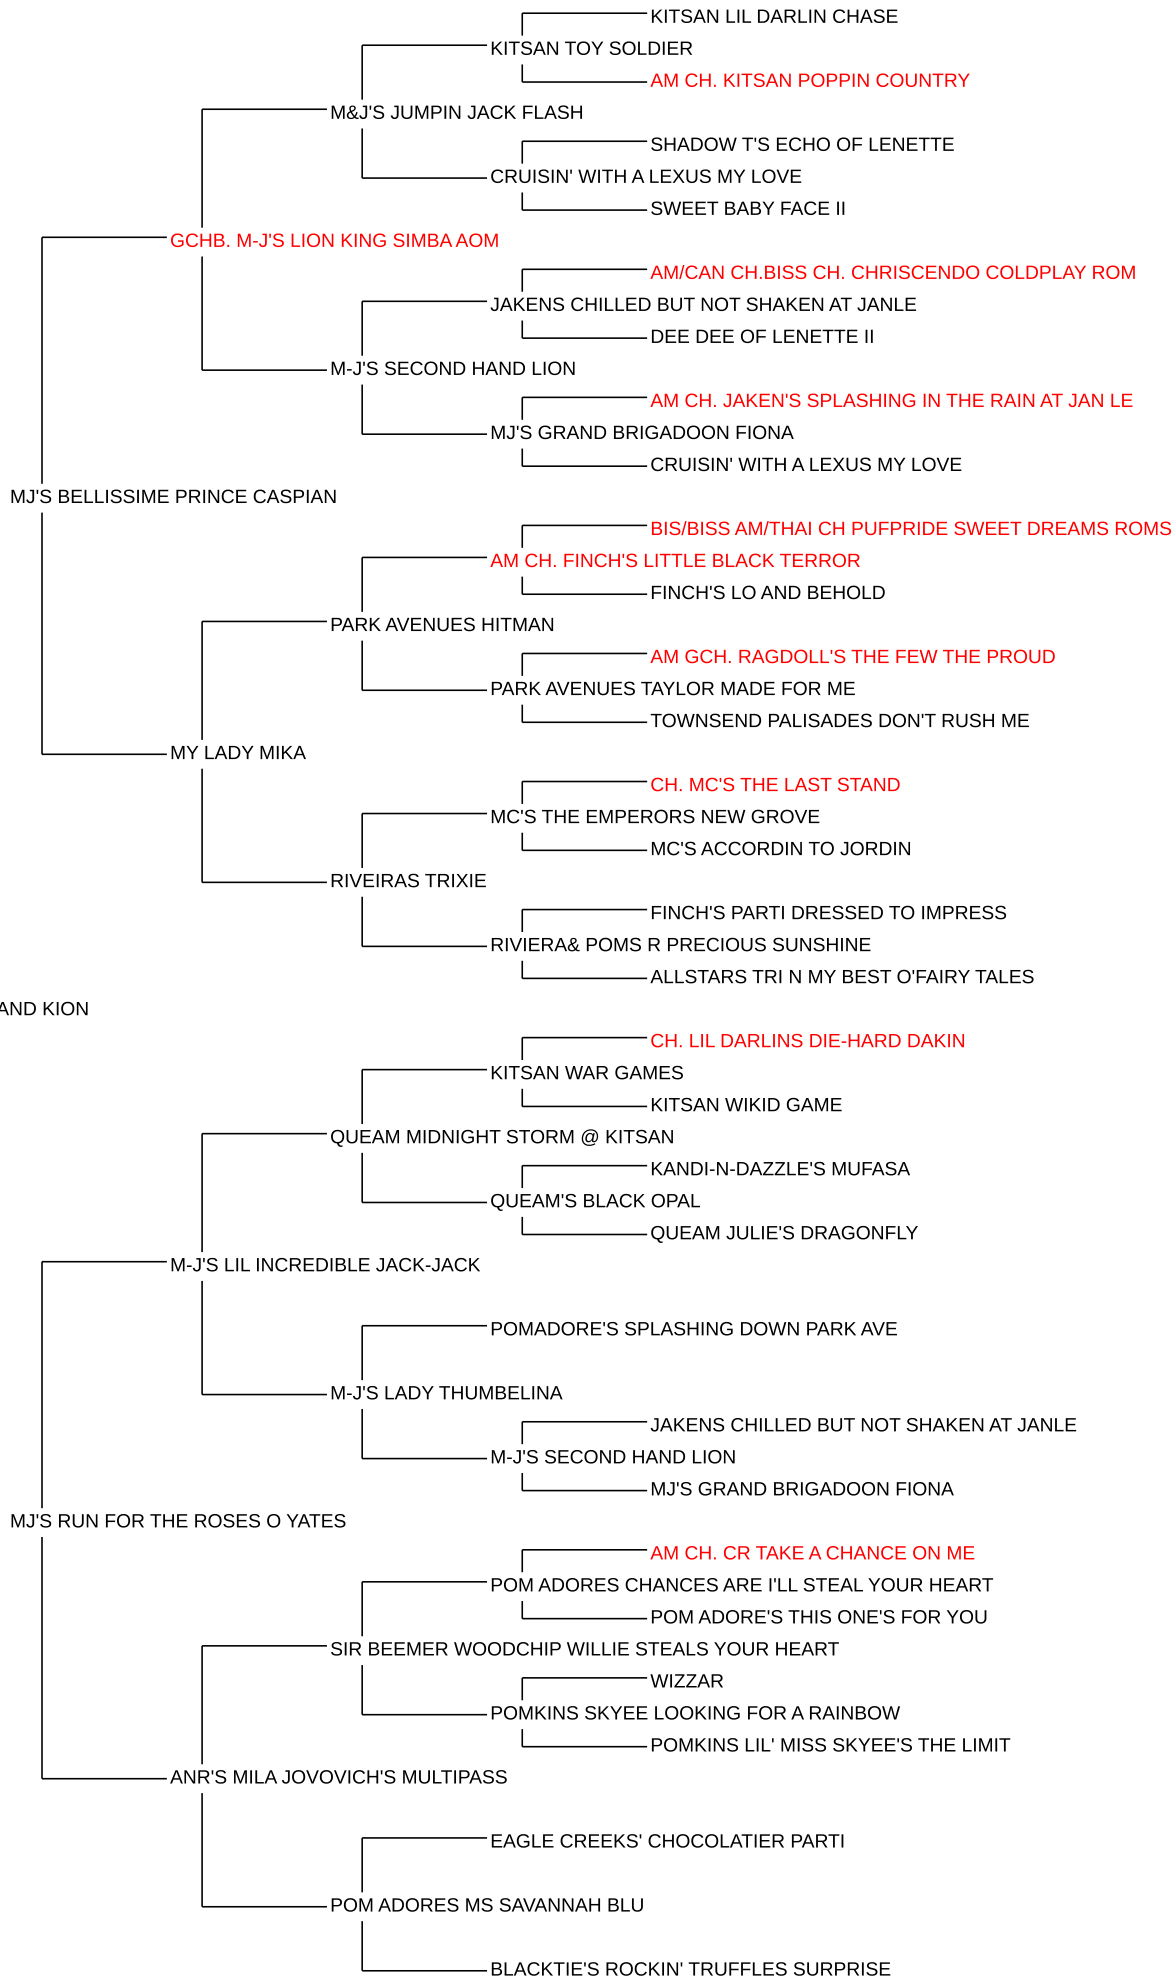 KITSAN LIL DARLIN CHASE
KITSAN TOY SOLDIER
AM CH. KITSAN POPPIN COUNTRY
M&J'S JUMPIN JACK FLASH
SHADOW T'S ECHO OF LENETTE
CRUISIN' WITH A LEXUS MY LOVE
SWEET BABY FACE II
GCHB. M-J'S LION KING SIMBA AOM
AM/CAN CH.BISS CH. CHRISCENDO COLDPLAY ROM
JAKENS CHILLED BUT NOT SHAKEN AT JANLE
DEE DEE OF LENETTE II
M-J'S SECOND HAND LION
AM CH. JAKEN'S SPLASHING IN THE RAIN AT JAN LE
MJ'S GRAND BRIGADOON FIONA
CRUISIN' WITH A LEXUS MY LOVE
MJ'S BELLISSIME PRINCE CASPIAN
BIS/BISS AM/THAI CH PUFPRIDE SWEET DREAMS ROMS
AM CH. FINCH'S LITTLE BLACK TERROR
FINCH'S LO AND BEHOLD
PARK AVENUES HITMAN
AM GCH. RAGDOLL'S THE FEW THE PROUD
PARK AVENUES TAYLOR MADE FOR ME
TOWNSEND PALISADES DON'T RUSH ME
MY LADY MIKA
CH. MC'S THE LAST STAND
MC'S THE EMPERORS NEW GROVE
MC'S ACCORDIN TO JORDIN
RIVEIRAS TRIXIE
FINCH'S PARTI DRESSED TO IMPRESS
RIVIERA& POMS R PRECIOUS SUNSHINE
ALLSTARS TRI N MY BEST O'FAIRY TALES
AND KION
CH. LIL DARLINS DIE-HARD DAKIN
KITSAN WAR GAMES
KITSAN WIKID GAME
QUEAM MIDNIGHT STORM @ KITSAN
KANDI-N-DAZZLE'S MUFASA
QUEAM'S BLACK OPAL
QUEAM JULIE'S DRAGONFLY
M-J'S LIL INCREDIBLE JACK-JACK
POMADORE'S SPLASHING DOWN PARK AVE
M-J'S LADY THUMBELINA
JAKENS CHILLED BUT NOT SHAKEN AT JANLE
M-J'S SECOND HAND LION
MJ'S GRAND BRIGADOON FIONA
MJ'S RUN FOR THE ROSES O YATES
AM CH. CR TAKE A CHANCE ON ME
POM ADORES CHANCES ARE I'LL STEAL YOUR HEART
POM ADORE'S THIS ONE'S FOR YOU
SIR BEEMER WOODCHIP WILLIE STEALS YOUR HEART
WIZZAR
POMKINS SKYEE LOOKING FOR A RAINBOW
POMKINS LIL' MISS SKYEE'S THE LIMIT
ANR'S MILA JOVOVICH'S MULTIPASS
EAGLE CREEKS' CHOCOLATIER PARTI
POM ADORES MS SAVANNAH BLU
BLACKTIE'S ROCKIN' TRUFFLES SURPRISE